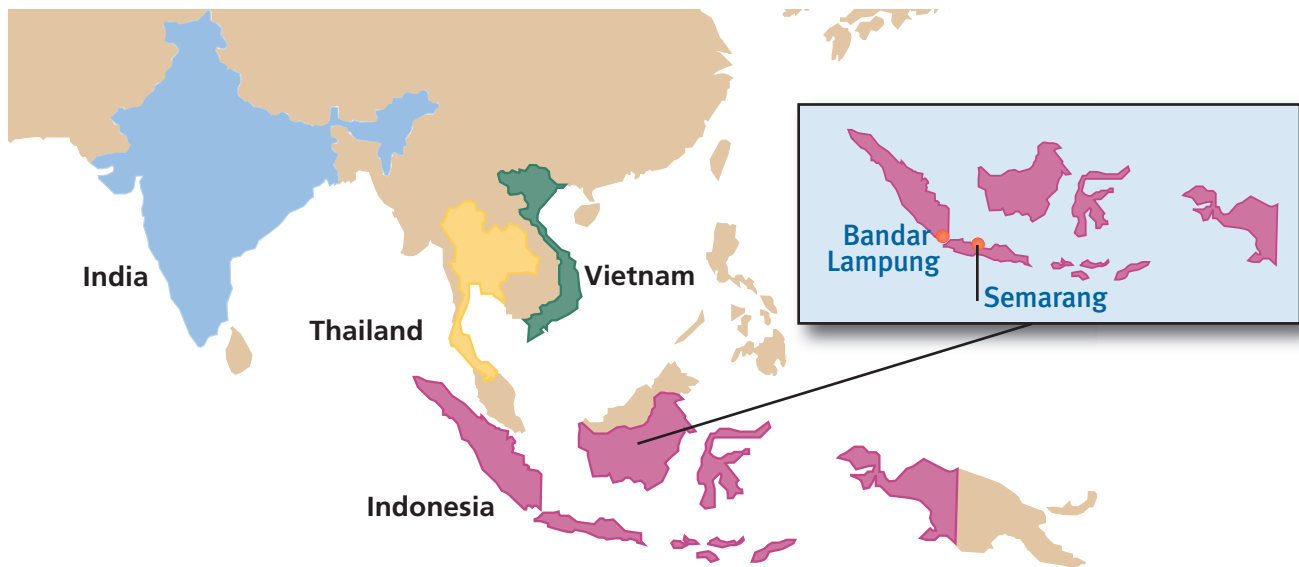 India
Thailand
Vietnam
Indonesia
Bandar
Lampung
Semarang